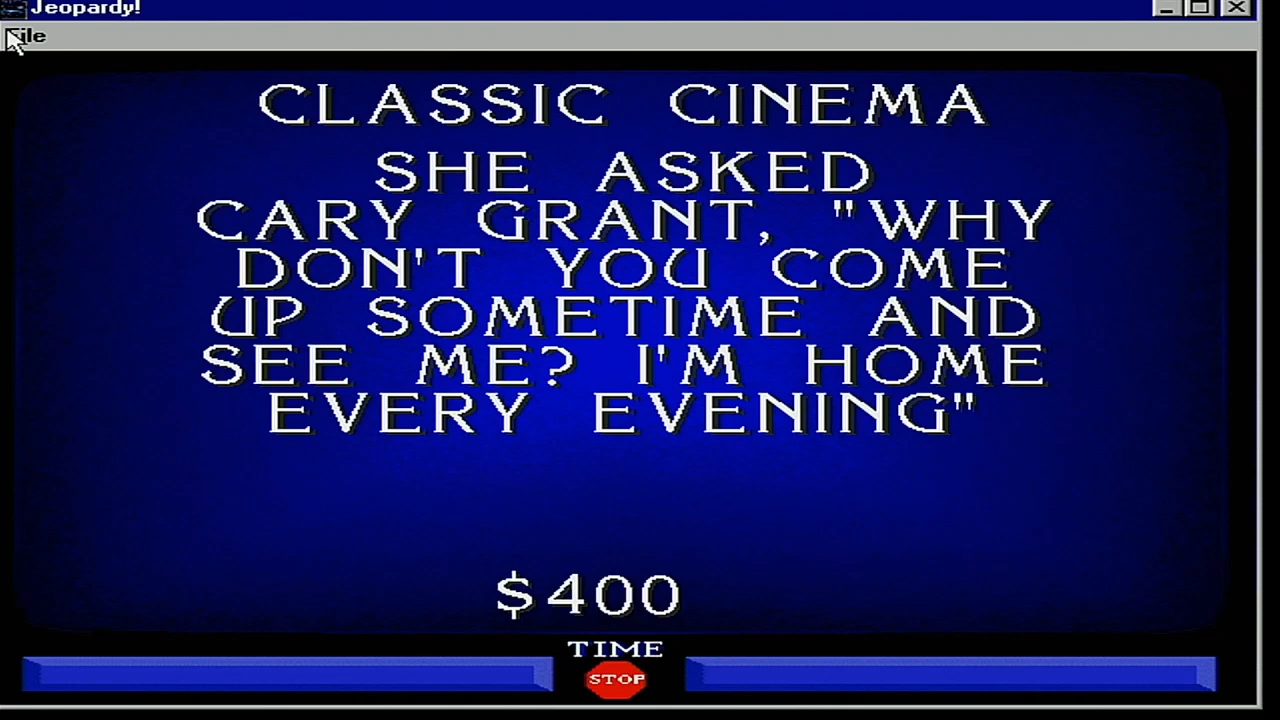 Jeopardy!
File
CLASSIC CINEMA
SHE ASKED
CARY GRANT, "WHY
DON'T YOU COME
UP SOMETIME AND
SEE ME? I'M HOME
EVERY EVENING"
$400
TIME
STOP